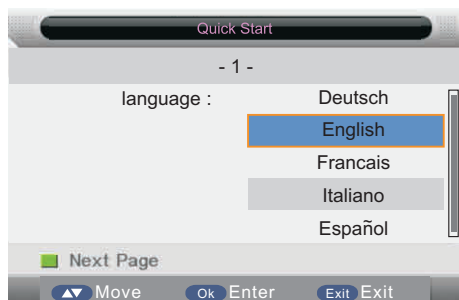 Quick Start
- 1 -
language : Deutsch
English
Francais
Italiano
Español
Next Page
Move Ok Enter Exit Exit